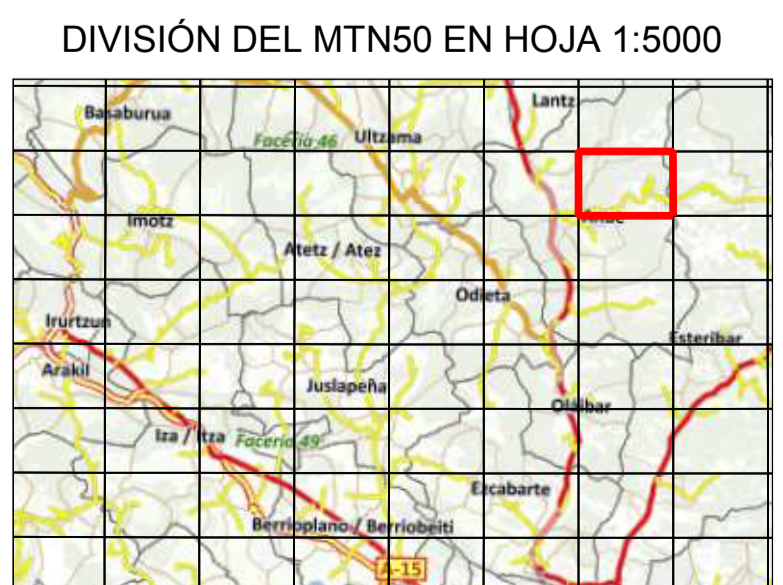 DIVISIÓN DEL MTN50 EN HOJA 1:5000
Lantz
Basaburua
Facería 46
Ultzama
Imotz
Anue
Atetz / Atez
Odieta
Irurtzun
Esteribar
Arakil
Juslapeña
Olaibar
Iza / Itza
Facería 49
Ezcabarte
Berrioplano / Berriobeiti
A-15